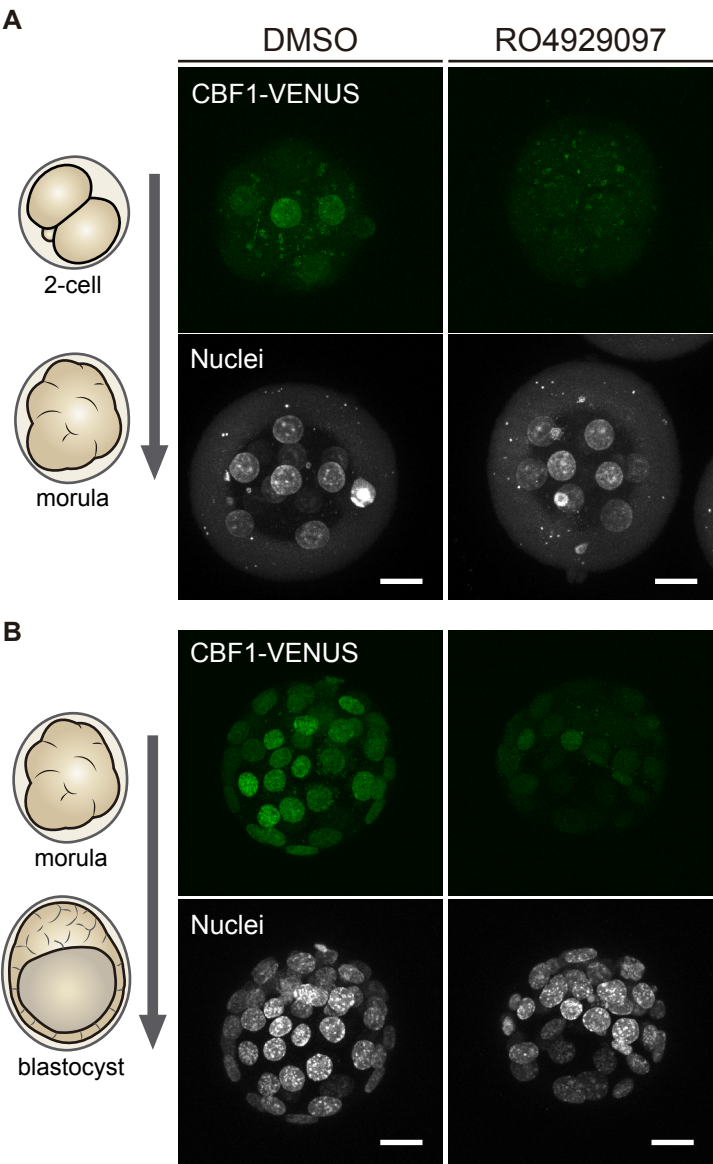 A
DMSO
RO4929097
CBF1-VENUS
2-cell
Nuclei
morula
B
CBF1-VENUS
morula
Nuclei
blastocyst